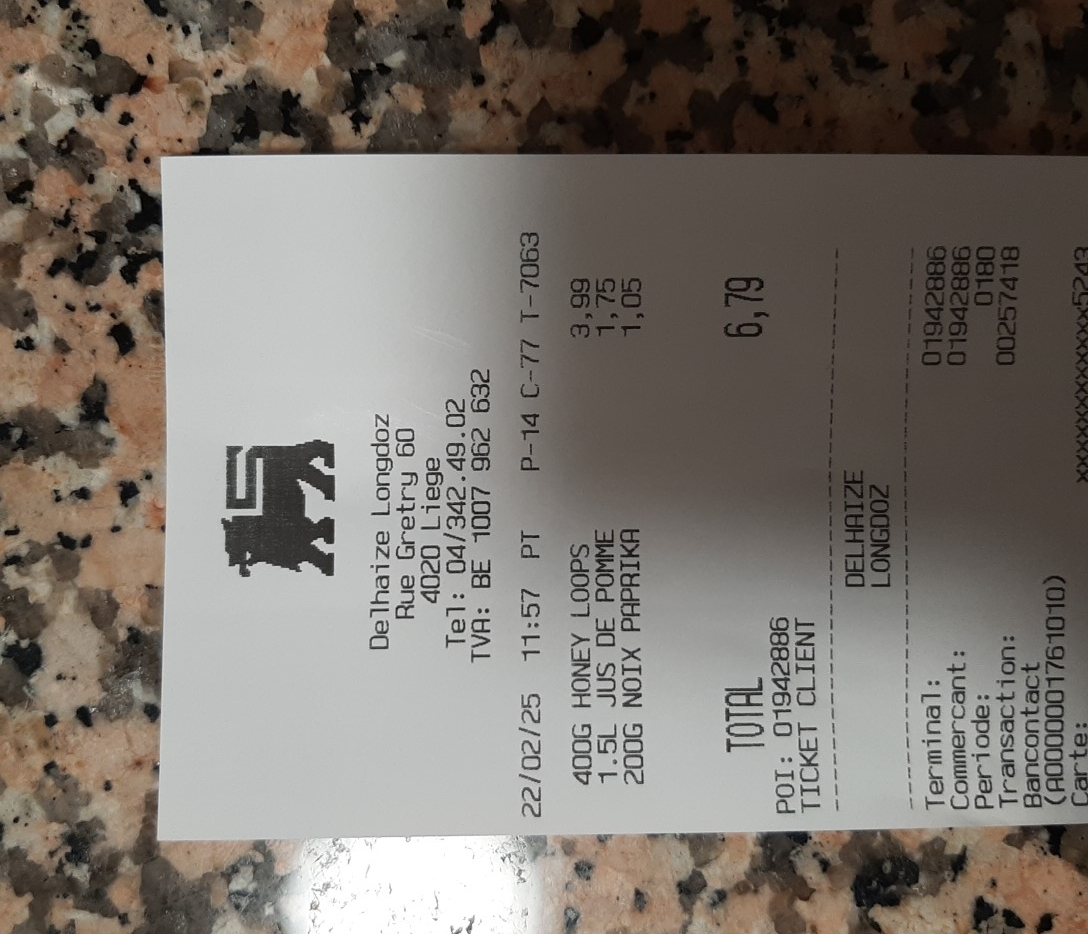 Delhaize Longdoz
Rue Gretry 60
4020 Liege
Tel: 04/342.49.02
TVA: BE 1007 962 632
22/02/25 11:57 PT P-14 C-77 T-7063
400G HONEY LOOPS 3,99
1.5L JUS DE POMME 1,75
200G NOIX PAPRIKA 1,05
TOTAL 6,79
POI: 01942886
TICKET CLIENT
--------------------------------
DELHAIZE
LONGDOZ
--------------------------------
Terminal: 01942886
Commercant: 01942886
Periode: 0180
Transaction: 00257418
Bancontact
(A0000001761010)
Carte: xxxxxxxxxxxxx5243